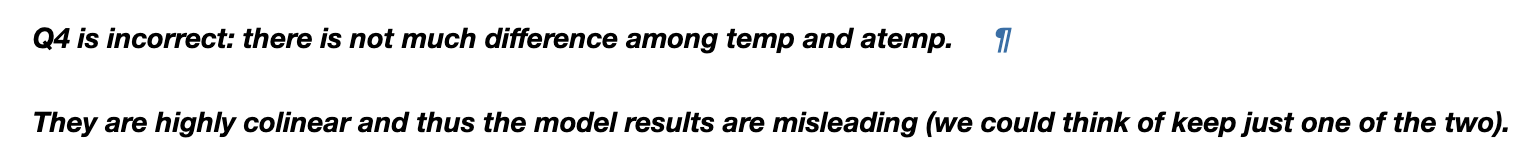 Q4 is incorrect: there is not much difference among temp and atemp. ¶
They are highly colinear and thus the model results are misleading (we could think of keep just one of the two).